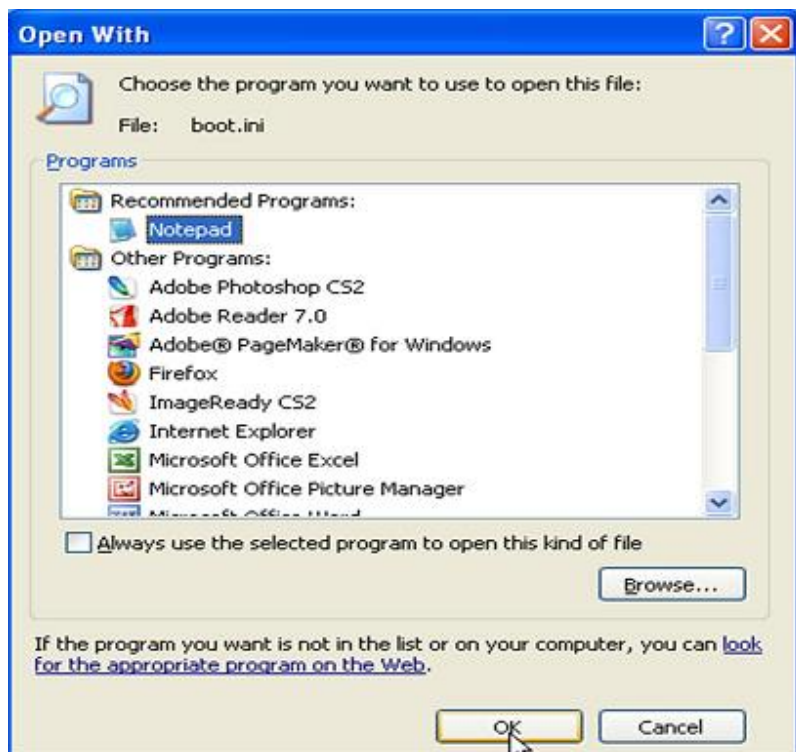 Open With
Choose the program you want to use to open this file:
File: boot.ini
Programs
Recommended Programs:
Notepad
Other Programs:
Adobe Photoshop CS2
Adobe Reader 7.0
Adobe® PageMaker® for Windows
Firefox
ImageReady CS2
Internet Explorer
Microsoft Office Excel
Microsoft Office Picture Manager
Microsoft Office Word
Always use the selected program to open this kind of file
Browse...
If the program you want is not in the list or on your computer, you can look
for the appropriate program on the Web.
OK Cancel